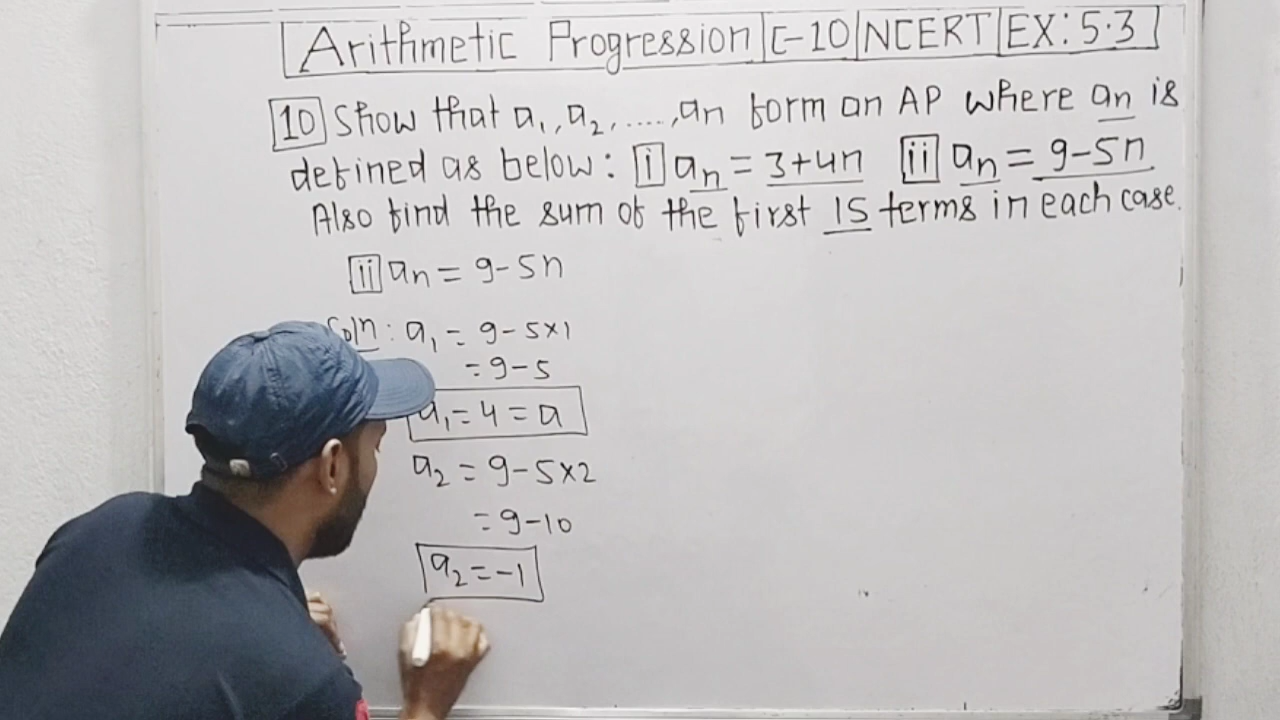 Arithmetic Progression C-10 NCERT EX: 5.3
10 Show that a₁, a₂, ....., an form an AP where an is
defined as below: i an = 3+4n ii an = 9-5n
Also find the sum of the first 15 terms in each case.
ii an = 9-5n
Soln: a₁ = 9-5×1
= 9-5
a₁ = 4 = a
a₂ = 9-5×2
= 9-10
a₂ = -1